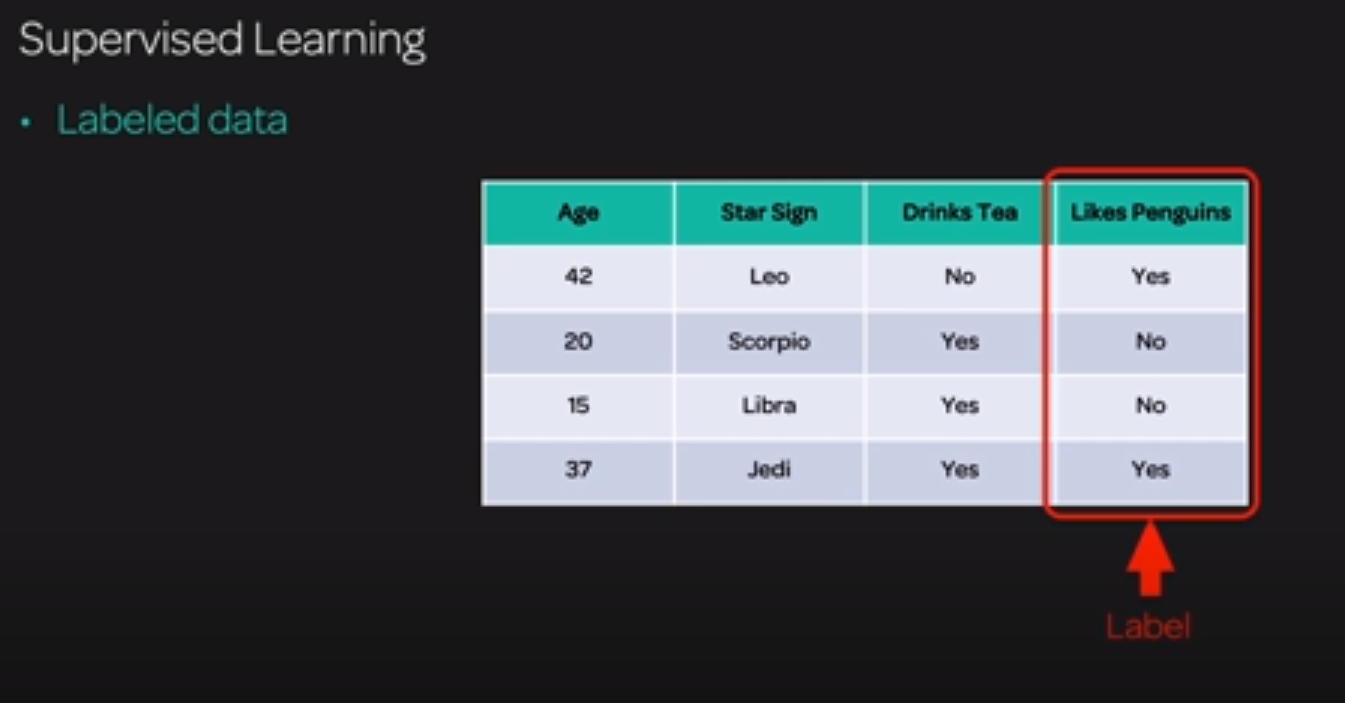 Supervised Learning
• Labeled data
Age Star Sign Drinks Tea Likes Penguins
42 Leo No Yes
20 Scorpio Yes No
15 Libra Yes No
37 Jedi Yes Yes
Label